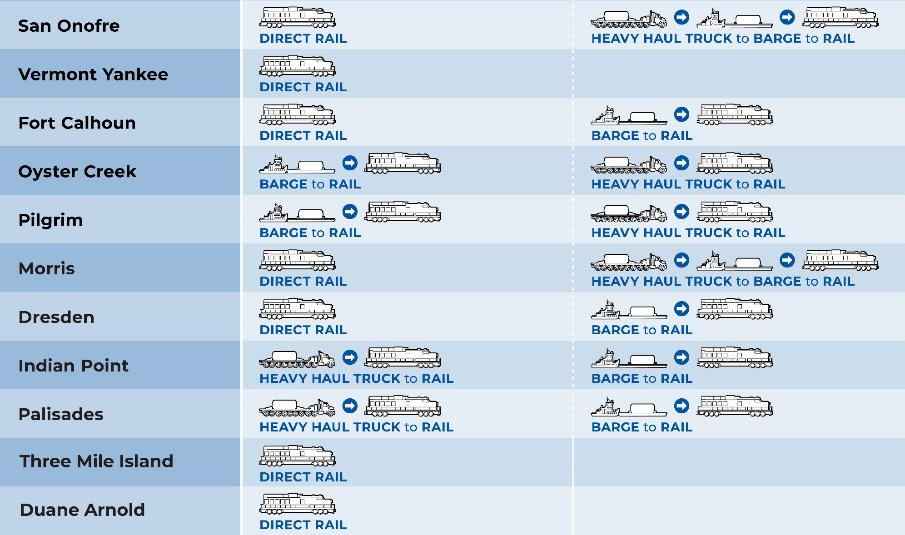 San Onofre
DIRECT RAIL
HEAVY HAUL TRUCK to BARGE to RAIL
Vermont Yankee
DIRECT RAIL
Fort Calhoun
DIRECT RAIL
BARGE to RAIL
Oyster Creek
BARGE to RAIL
HEAVY HAUL TRUCK to RAIL
Pilgrim
BARGE to RAIL
HEAVY HAUL TRUCK to RAIL
Morris
DIRECT RAIL
HEAVY HAUL TRUCK to BARGE to RAIL
Dresden
DIRECT RAIL
BARGE to RAIL
Indian Point
HEAVY HAUL TRUCK to RAIL
BARGE to RAIL
Palisades
HEAVY HAUL TRUCK to RAIL
BARGE to RAIL
Three Mile Island
DIRECT RAIL
Duane Arnold
DIRECT RAIL